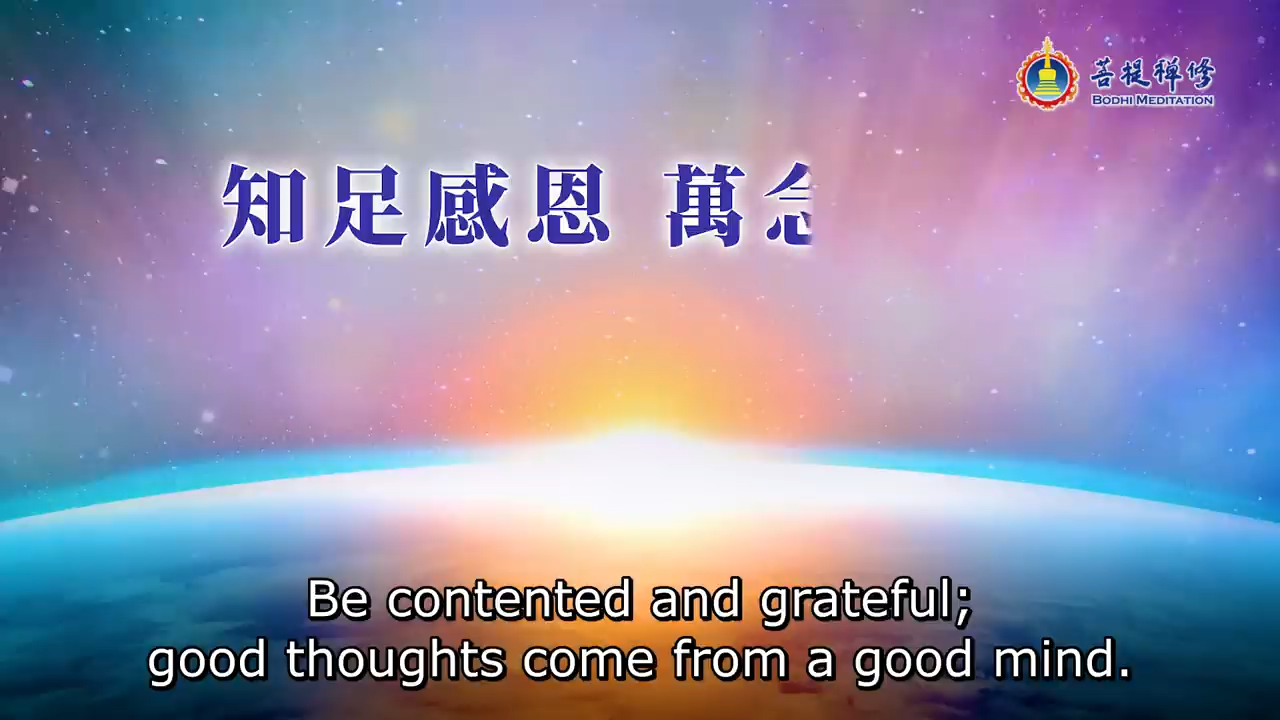 菩提禪修
BODHI MEDITATION
知足感恩 萬
Be contented and grateful;
good thoughts come from a good mind.